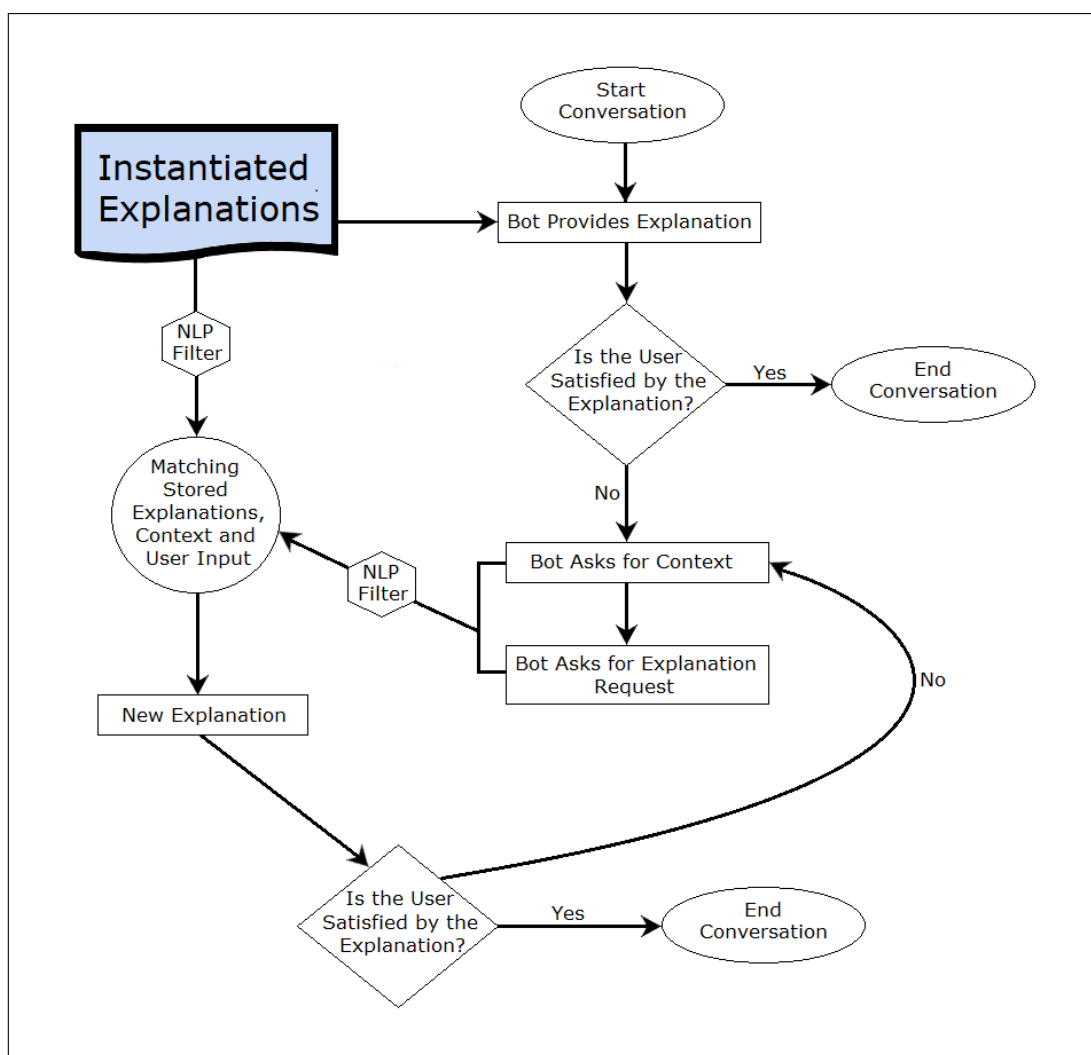 Start
Conversation
Instantiated
Explanations
Bot Provides Explanation
NLP
Filter
Is the User
Satisfied by the
Explanation?
Yes
End
Conversation
No
Matching
Stored
Explanations,
Context and
User Input
Bot Asks for Context
NLP
Filter
Bot Asks for Explanation
Request
No
New Explanation
Is the User
Satisfied by the
Explanation?
Yes
End
Conversation